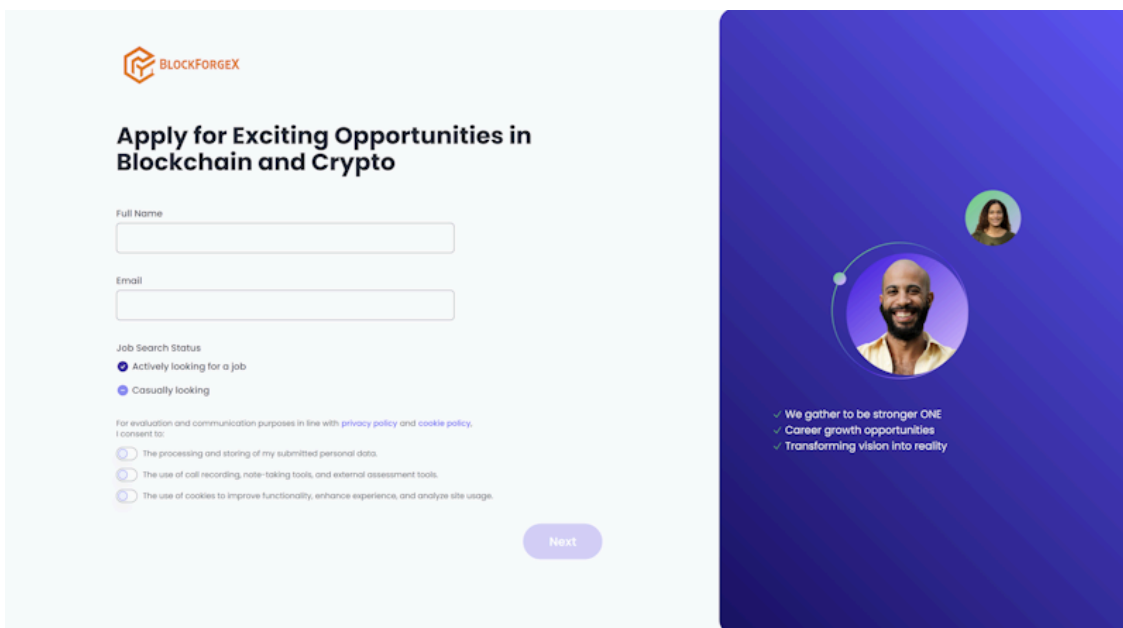 BLOCKFORGEX
Apply for Exciting Opportunities in
Blockchain and Crypto
Full Name
Email
Job Search Status
Actively looking for a job
Casually looking
For evaluation and communication purposes in line with privacy policy and cookie policy,
I consent to:
The processing and storing of my submitted personal data.
The use of call recording, note-taking tools, and external assessment tools.
The use of cookies to improve functionality, enhance experience, and analyze site usage.
Next
We gather to be stronger ONE
Career growth opportunities
Transforming vision into reality